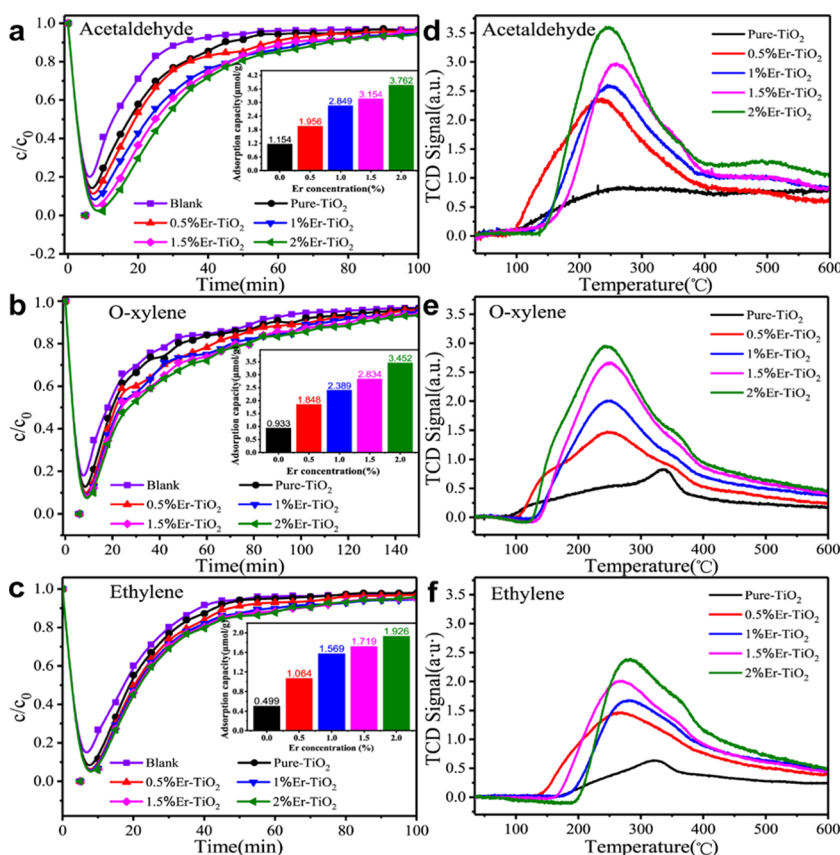 a
Acetaldehyde
c/c₀
1.0
0.8
0.6
0.4
0.2
0.0
-0.2
0 20 40 60 80 100
Time(min)
Blank
Pure-TiO₂
0.5%Er-TiO₂
1%Er-TiO₂
1.5%Er-TiO₂
2%Er-TiO₂
Adsorption capacity(μmol/g)
4.2
3.6
3.0
2.4
1.8
1.2
0.6
0.0
1.154 1.956 2.849 3.154 3.762
0.0 0.5 1.0 1.5 2.0
Er concentration(%)
d
Acetaldehyde
TCD Signal(a.u.)
3.5
3.0
2.5
2.0
1.5
1.0
0.5
0.0
100 200 300 400 500 600
Temperature(℃)
Pure-TiO₂
0.5%Er-TiO₂
1%Er-TiO₂
1.5%Er-TiO₂
2%Er-TiO₂
b
O-xylene
c/c₀
1.0
0.8
0.6
0.4
0.2
0.0
0 20 40 60 80 100 120 140
Time(min)
Blank
Pure-TiO₂
0.5%Er-TiO₂
1%Er-TiO₂
1.5%Er-TiO₂
2%Er-TiO₂
Adsorption capacity(μmol/g)
3.5
3.0
2.5
2.0
1.5
1.0
0.5
0.0
0.933 1.848 2.389 2.834 3.452
0.0 0.5 1.0 1.5 2.0
Er concentration(%)
e
O-xylene
TCD Signal(a.u.)
3.5
3.0
2.5
2.0
1.5
1.0
0.5
0.0
100 200 300 400 500 600
Temperature(℃)
Pure-TiO₂
0.5%Er-TiO₂
1%Er-TiO₂
1.5%Er-TiO₂
2%Er-TiO₂
c
Ethylene
c/c₀
1.0
0.8
0.6
0.4
0.2
0.0
0 20 40 60 80 100
Time(min)
Blank
Pure-TiO₂
0.5%Er-TiO₂
1%Er-TiO₂
1.5%Er-TiO₂
2%Er-TiO₂
Adsorption capacity(μmol/g)
2.0
1.6
1.2
0.8
0.4
0.0
0.499 1.064 1.569 1.719 1.926
0.0 0.5 1.0 1.5 2.0
Er concentration(%)
f
Ethylene
TCD Signal(a·u·)
3.5
3.0
2.5
2.0
1.5
1.0
0.5
0.0
100 200 300 400 500 600
Temperature(℃)
Pure-TiO₂
0.5%Er-TiO₂
1%Er-TiO₂
1.5%Er-TiO₂
2%Er-TiO₂